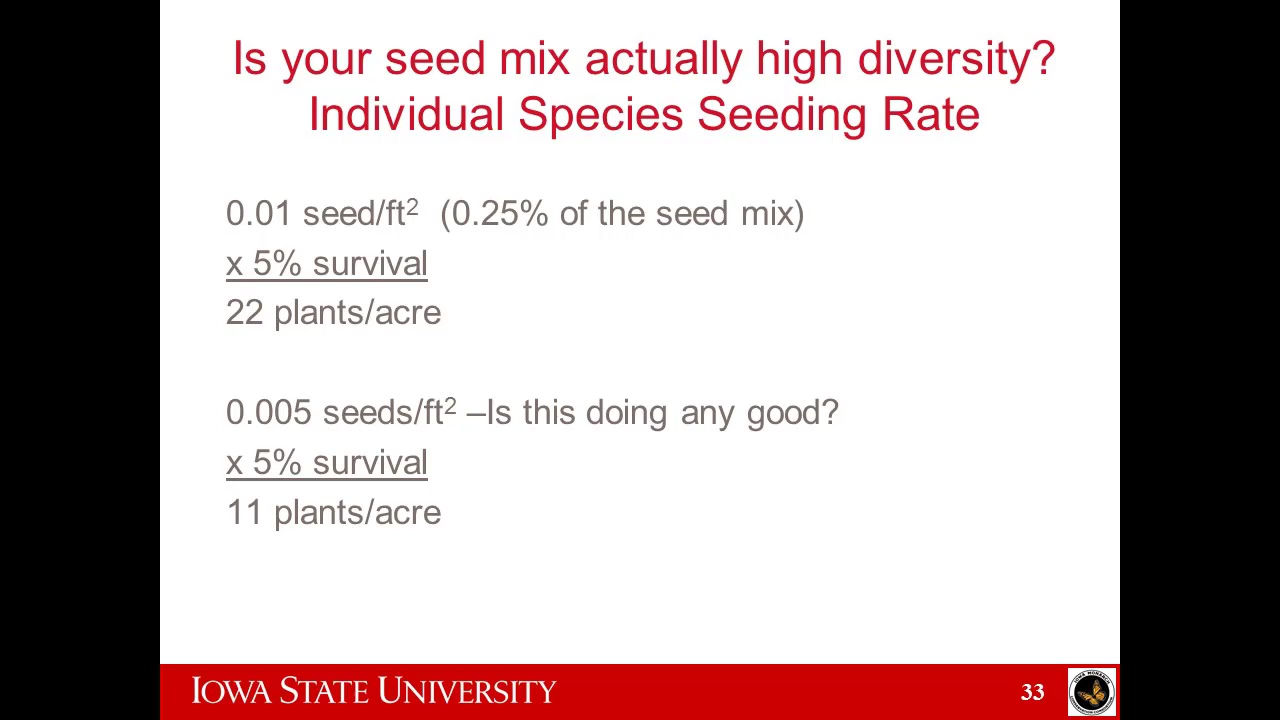 Is your seed mix actually high diversity?
Individual Species Seeding Rate
0.01 seed/ft² (0.25% of the seed mix)
x 5% survival
22 plants/acre
0.005 seeds/ft² –Is this doing any good?
x 5% survival
11 plants/acre
IOWA STATE UNIVERSITY
33
IOWA MONARCH